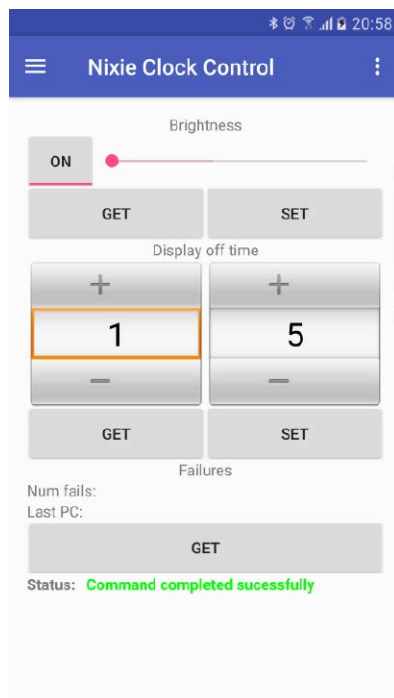 20:58
Nixie Clock Control
Brightness
ON
GET SET
Display off time
+ +
1 5
− −
GET SET
Failures
Num fails:
Last PC:
GET
Status: Command completed sucessfully